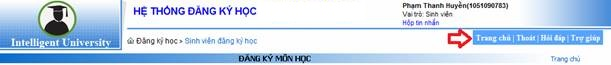 HỆ THỐNG ĐĂNG KÝ HỌC
Phạm Thanh Huyền(1051090783)
Vai trò: Sinh viên
Hộp tin nhắn
Intelligent University
Đăng ký học > Sinh viên đăng ký học
Trang chủ | Thoát | Hỏi đáp | Trợ giúp
ĐĂNG KÝ MÔN HỌC
Trang chủ